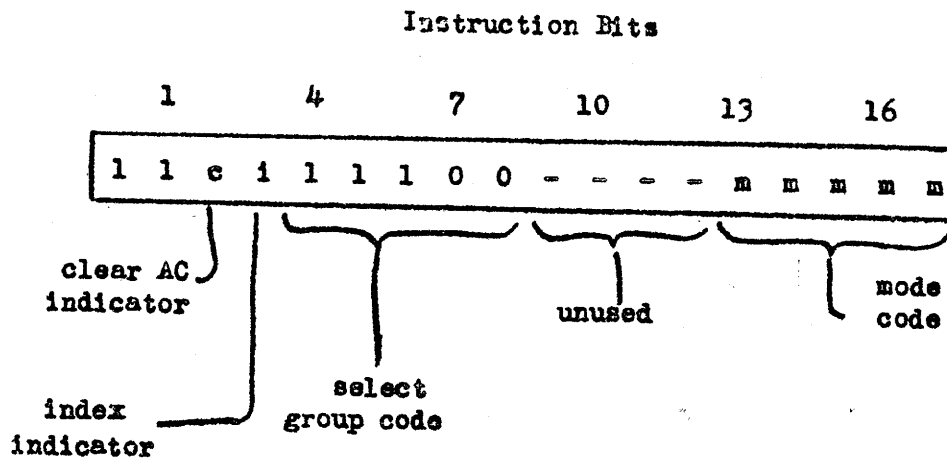 Instruction Bits
1 4 7 10 13 16
1 1 c i 1 1 1 0 0 - - - - m m m m m
clear AC
indicator
index
indicator
select
group code
unused
mode
code